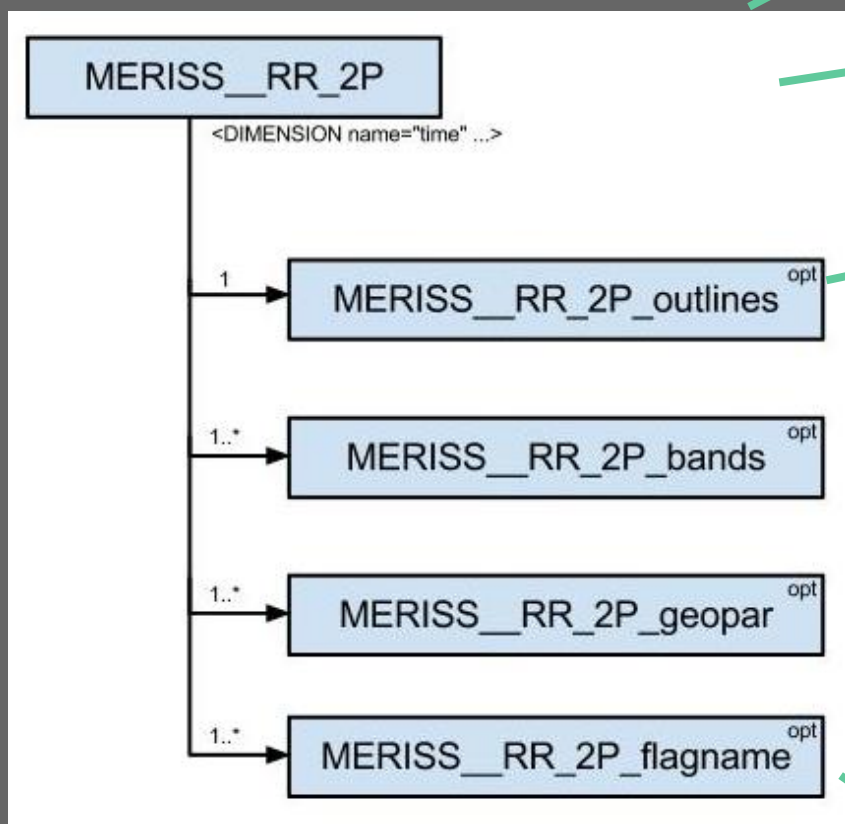 MERISS__RR_2P
<DIMENSION name="time" ...>
1
MERISS__RR_2P_outlines
opt
1..*
MERISS__RR_2P_bands
opt
1..*
MERISS__RR_2P_geopar
opt
1..*
MERISS__RR_2P_flagname
opt